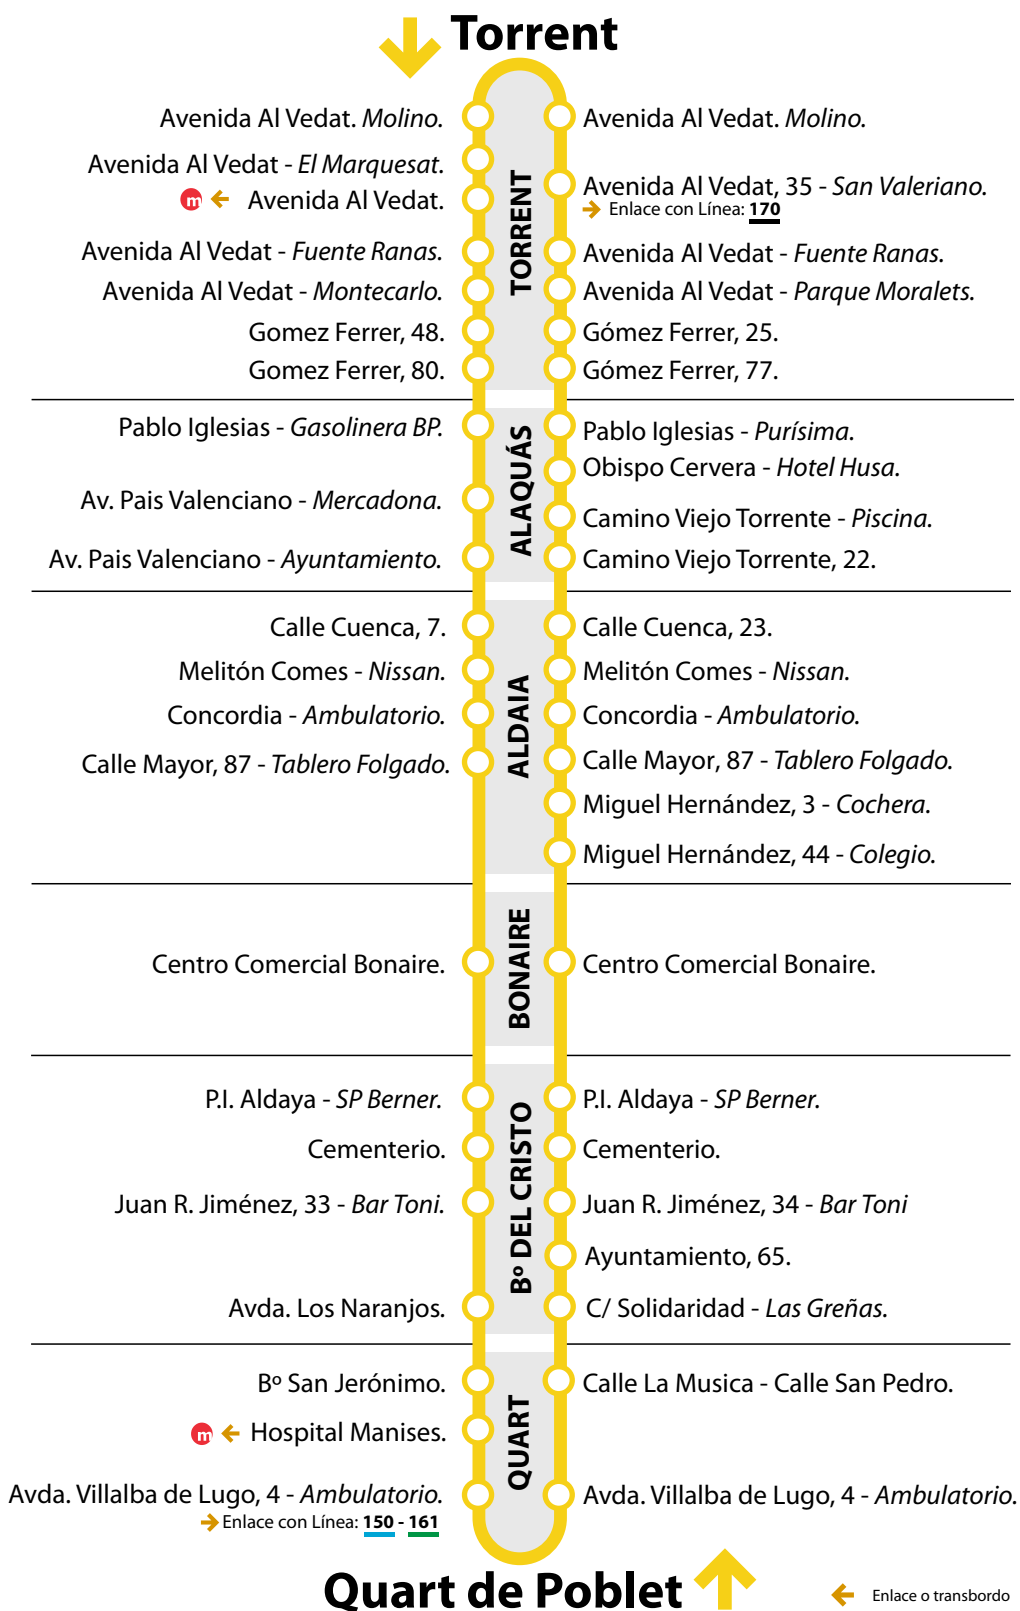 Torrent
Avenida Al Vedat. Molino.
Avenida Al Vedat - El Marquesat.
m Avenida Al Vedat.
Avenida Al Vedat - Fuente Ranas.
Avenida Al Vedat - Montecarlo.
Gomez Ferrer, 48.
Gomez Ferrer, 80.
TORRENT
Avenida Al Vedat. Molino.
Avenida Al Vedat, 35 - San Valeriano.
Enlace con Línea: 170
Avenida Al Vedat - Fuente Ranas.
Avenida Al Vedat - Parque Moralets.
Gómez Ferrer, 25.
Gómez Ferrer, 77.
Pablo Iglesias - Gasolinera BP.
Av. Pais Valenciano - Mercadona.
Av. Pais Valenciano - Ayuntamiento.
ALAQUÁS
Pablo Iglesias - Purísima.
Obispo Cervera - Hotel Husa.
Camino Viejo Torrente - Piscina.
Camino Viejo Torrente, 22.
Calle Cuenca, 7.
Melitón Comes - Nissan.
Concordia - Ambulatorio.
Calle Mayor, 87 - Tablero Folgado.
ALDAIA
Calle Cuenca, 23.
Melitón Comes - Nissan.
Concordia - Ambulatorio.
Calle Mayor, 87 - Tablero Folgado.
Miguel Hernández, 3 - Cochera.
Miguel Hernández, 44 - Colegio.
Centro Comercial Bonaire.
BONAIRE
Centro Comercial Bonaire.
P.I. Aldaya - SP Berner.
Cementerio.
Juan R. Jiménez, 33 - Bar Toni.
Avda. Los Naranjos.
Bº DEL CRISTO
P.I. Aldaya - SP Berner.
Cementerio.
Juan R. Jiménez, 34 - Bar Toni
Ayuntamiento, 65.
C/ Solidaridad - Las Greñas.
Bº San Jerónimo.
m Hospital Manises.
Avda. Villalba de Lugo, 4 - Ambulatorio.
Enlace con Línea: 150 - 161
QUART
Calle La Musica - Calle San Pedro.
Avda. Villalba de Lugo, 4 - Ambulatorio.
Quart de Poblet
Enlace o transbordo